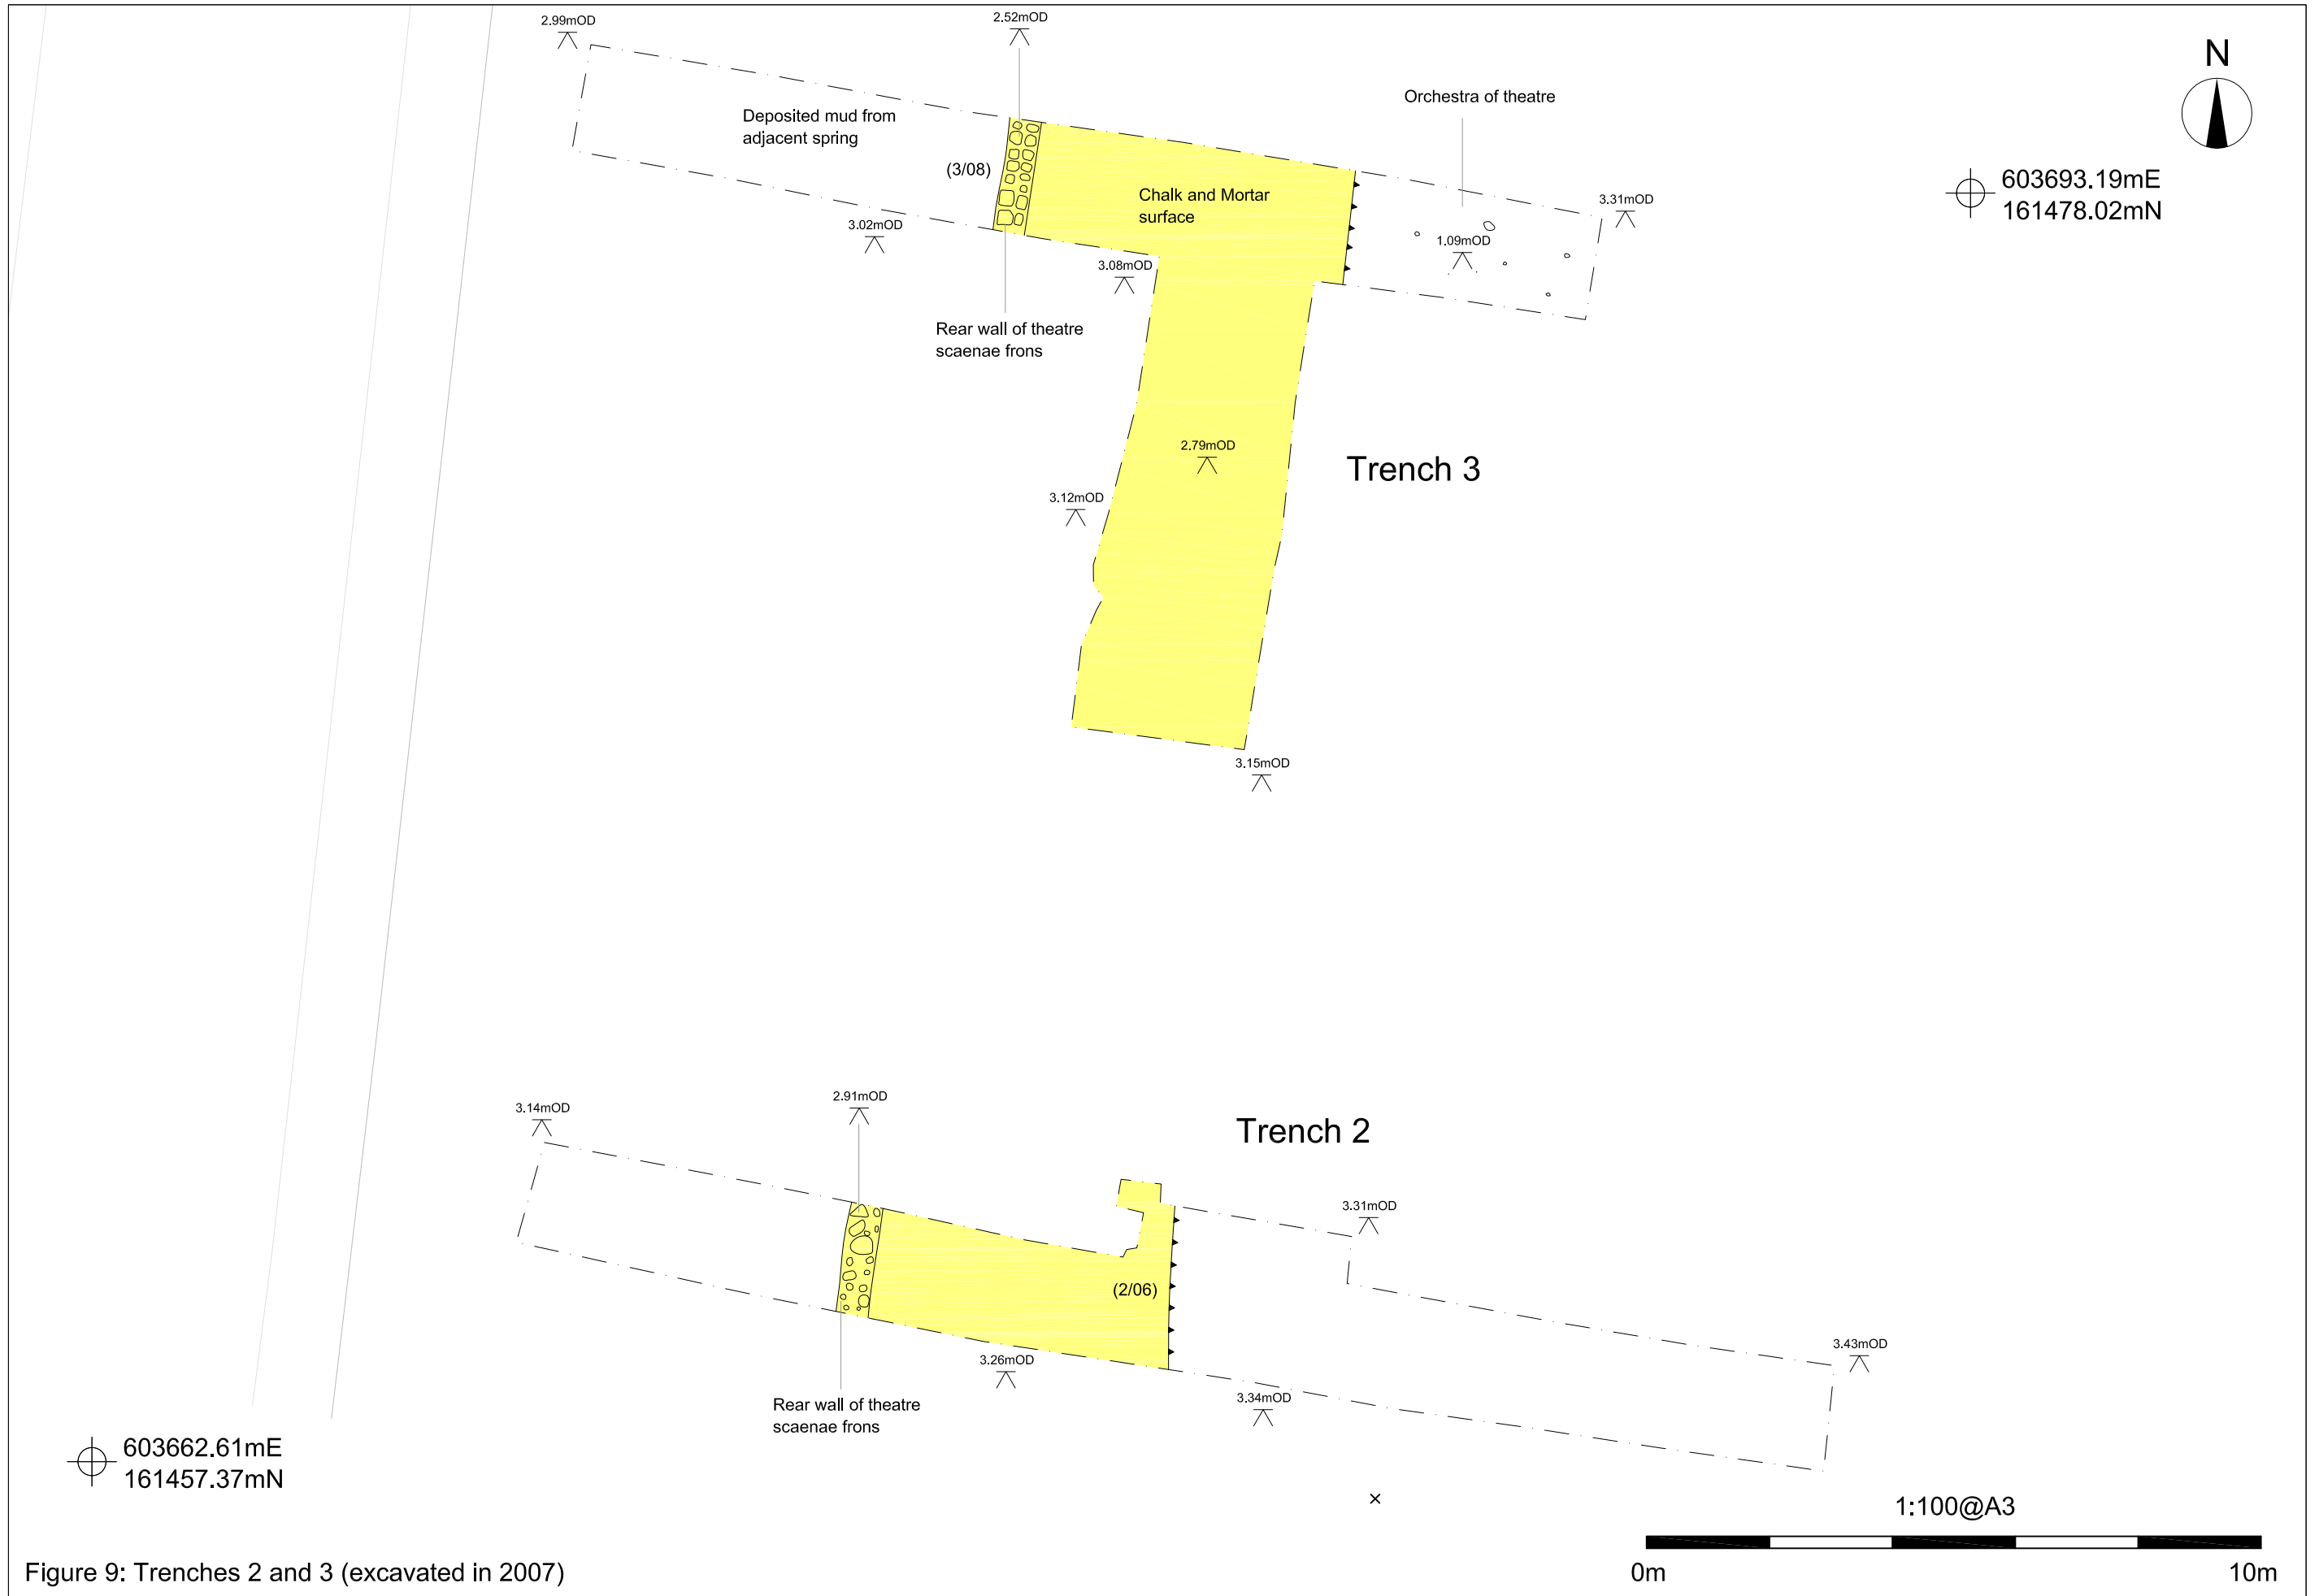 2.99mOD
2.52mOD
N
Orchestra of theatre
Deposited mud from
adjacent spring
(3/08)
603693.19mE
161478.02mN
Chalk and Mortar
surface
3.31mOD
3.02mOD
1.09mOD
3.08mOD
Rear wall of theatre
scaenae frons
2.79mOD
Trench 3
3.12mOD
3.15mOD
2.91mOD
3.14mOD
Trench 2
3.31mOD
(2/06)
3.26mOD
3.43mOD
3.34mOD
Rear wall of theatre
scaenae frons
603662.61mE
161457.37mN
1:100@A3
0m
10m
Figure 9: Trenches 2 and 3 (excavated in 2007)